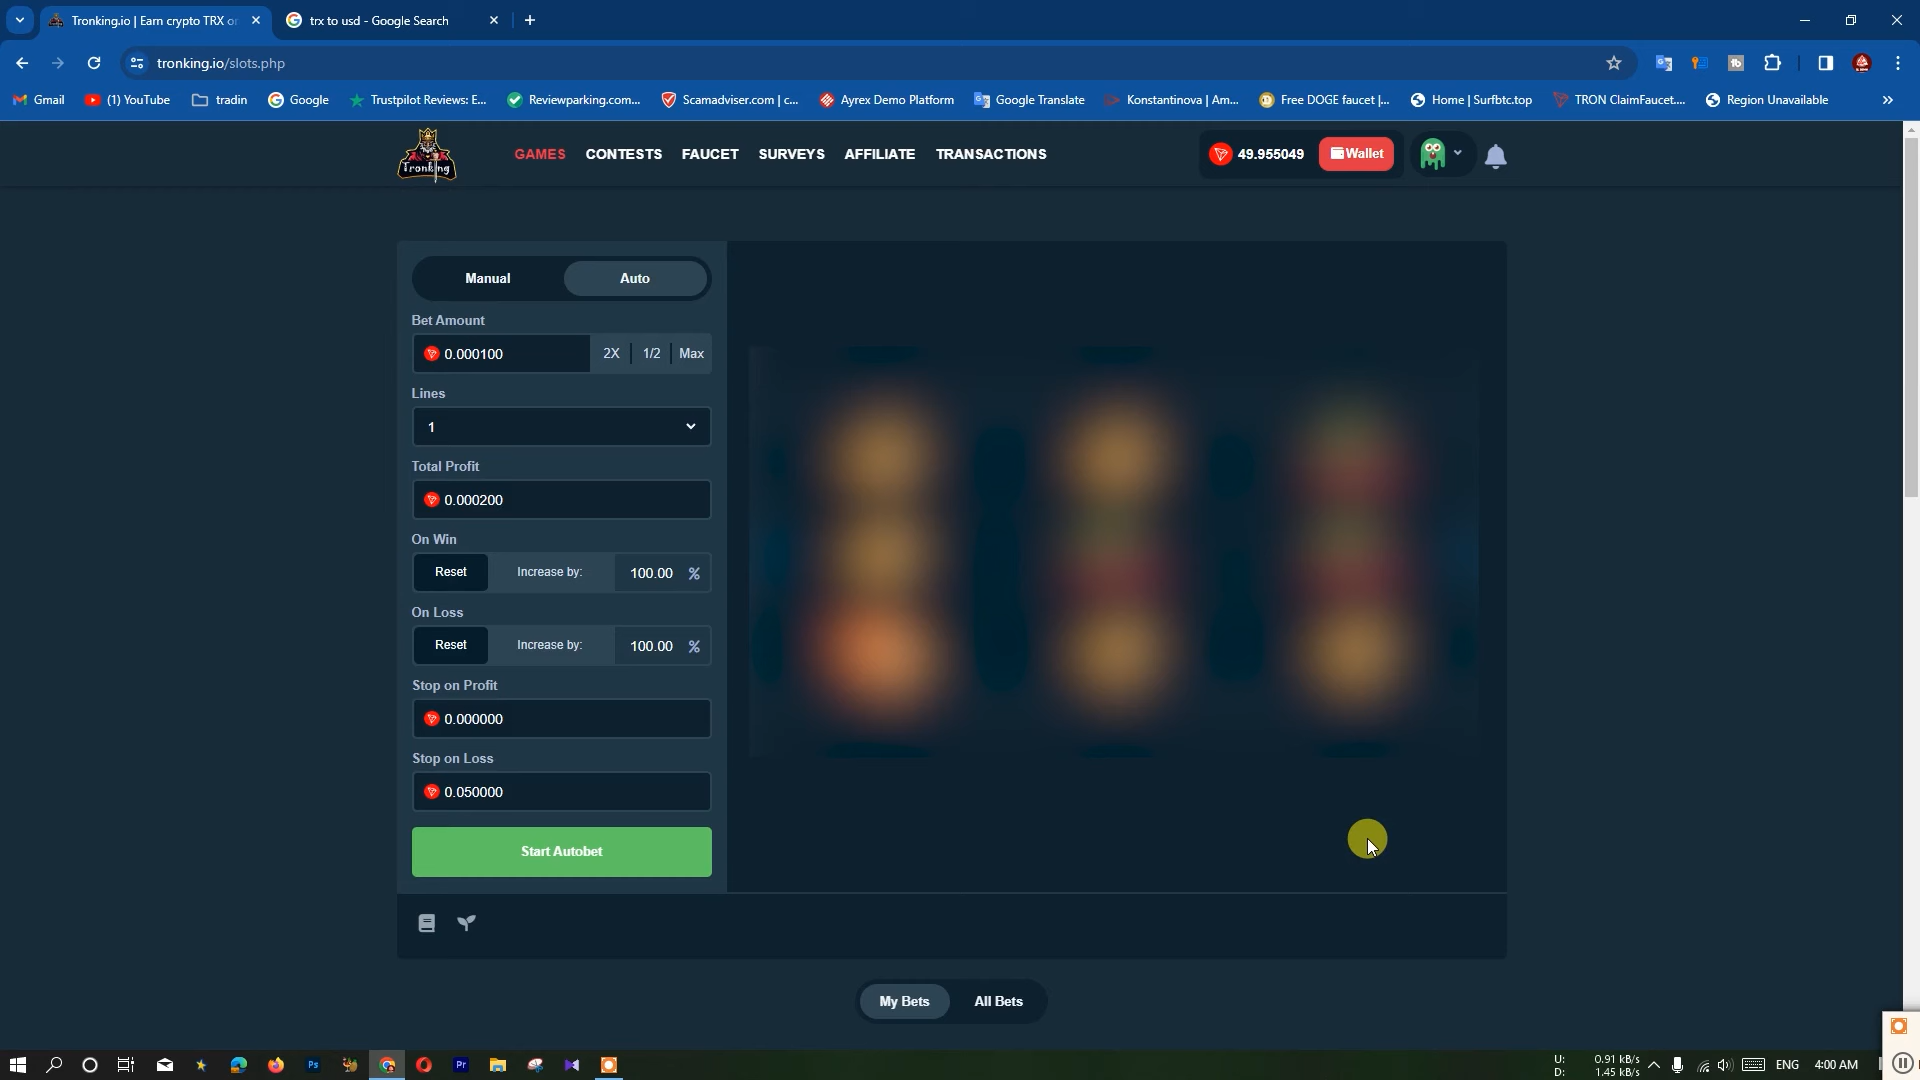 Tronking.io | Earn crypto TRX or
trx to usd - Google Search
tronking.io/slots.php
Gmail
(1) YouTube
tradin
Google
Trustpilot Reviews: E...
Reviewparking.com...
Scamadviser.com | c...
Ayrex Demo Platform
Google Translate
Konstantinova | Am...
Free DOGE faucet |...
Home | Surfbtc.top
TRON ClaimFaucet....
Region Unavailable
Tronking
GAMES
CONTESTS
FAUCET
SURVEYS
AFFILIATE
TRANSACTIONS
49.955049
Wallet
Manual
Auto
Bet Amount
0.000100
2X
1/2
Max
Lines
1
Total Profit
0.000200
On Win
Reset
Increase by:
100.00 %
On Loss
Reset
Increase by:
100.00 %
Stop on Profit
0.000000
Stop on Loss
0.050000
Start Autobet
My Bets
All Bets
U: 0.91 kB/s
D: 1.45 kB/s
ENG
4:00 AM